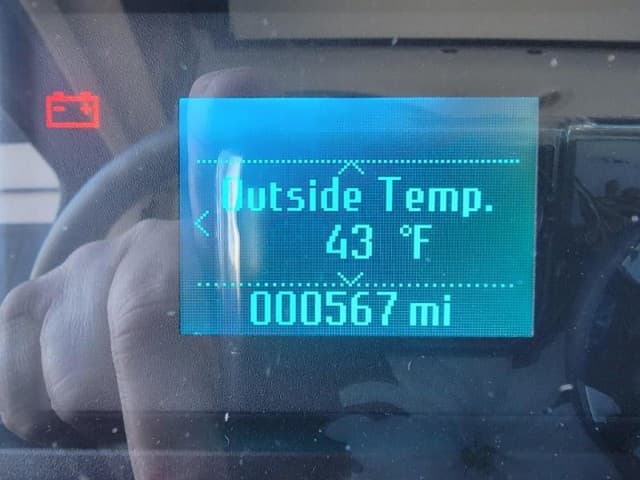 Outside Temp.
43 °F
000567 mi